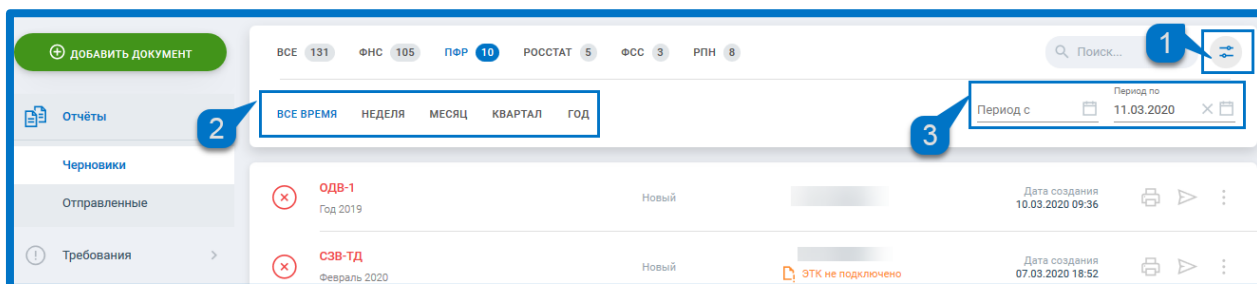 ДОБАВИТЬ ДОКУМЕНТ
ВСЕ 131 ФНС 105 ПФР 10 РОССТАТ 5 ФСС 3 РПН 8
Поиск...
1
Отчёты
2
ВСЕ ВРЕМЯ НЕДЕЛЯ МЕСЯЦ КВАРТАЛ ГОД
Период по
Период с 11.03.2020
3
Черновики
Отправленные
Требования
ОДВ-1
Год 2019
Новый
Дата создания
10.03.2020 09:36
СЗВ-ТД
Февраль 2020
Новый
ЭТК не подключено
Дата создания
07.03.2020 18:52